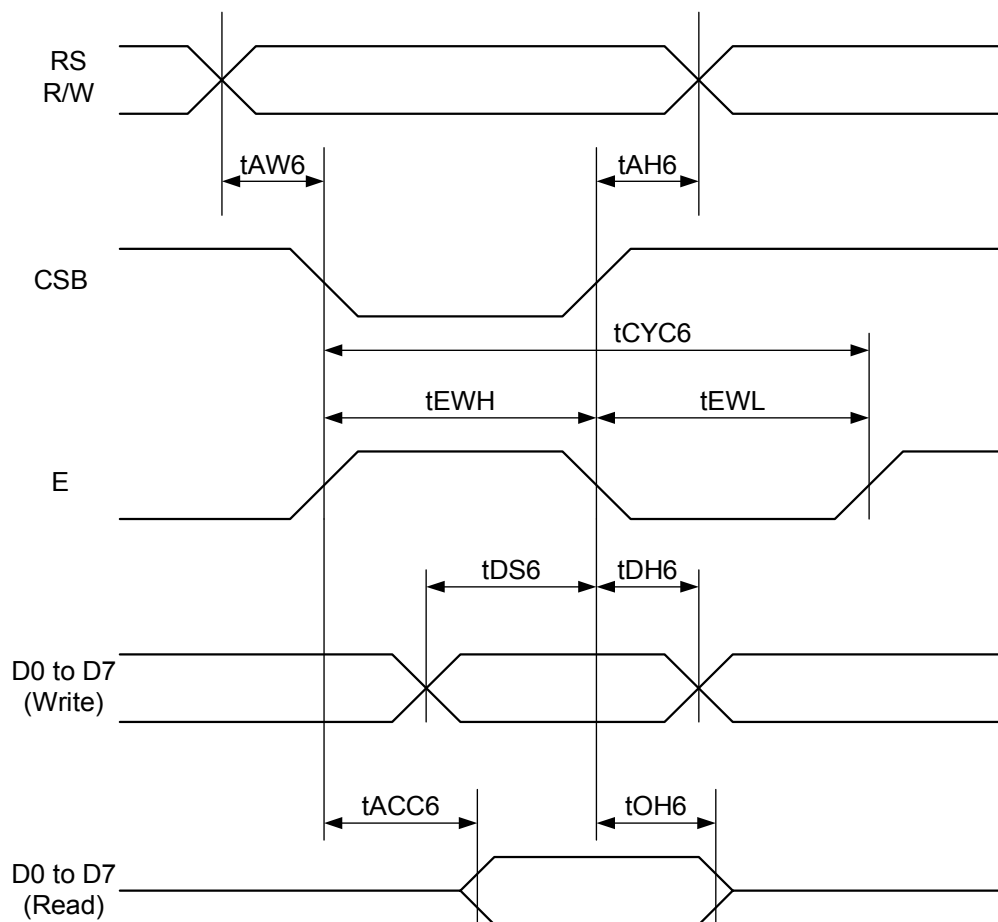 RS
R/W
tAW6
tAH6
CSB
tCYC6
tEWH
tEWL
E
tDS6
tDH6
D0 to D7
(Write)
tACC6
tOH6
D0 to D7
(Read)